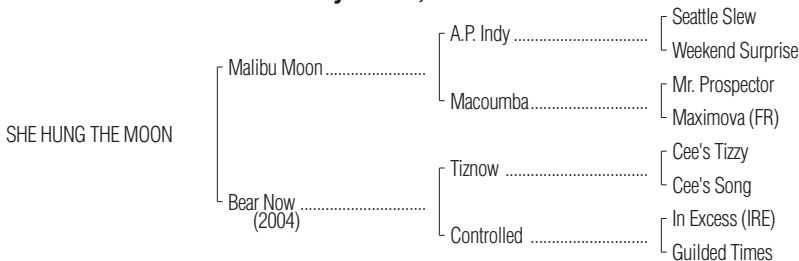 Seattle Slew
A.P. Indy
Weekend Surprise
Malibu Moon
Mr. Prospector
Macoumba
Maximova (FR)
SHE HUNG THE MOON
Cee's Tizzy
Tiznow
Cee's Song
Bear Now
(2004)
In Excess (IRE)
Controlled
Guilded Times